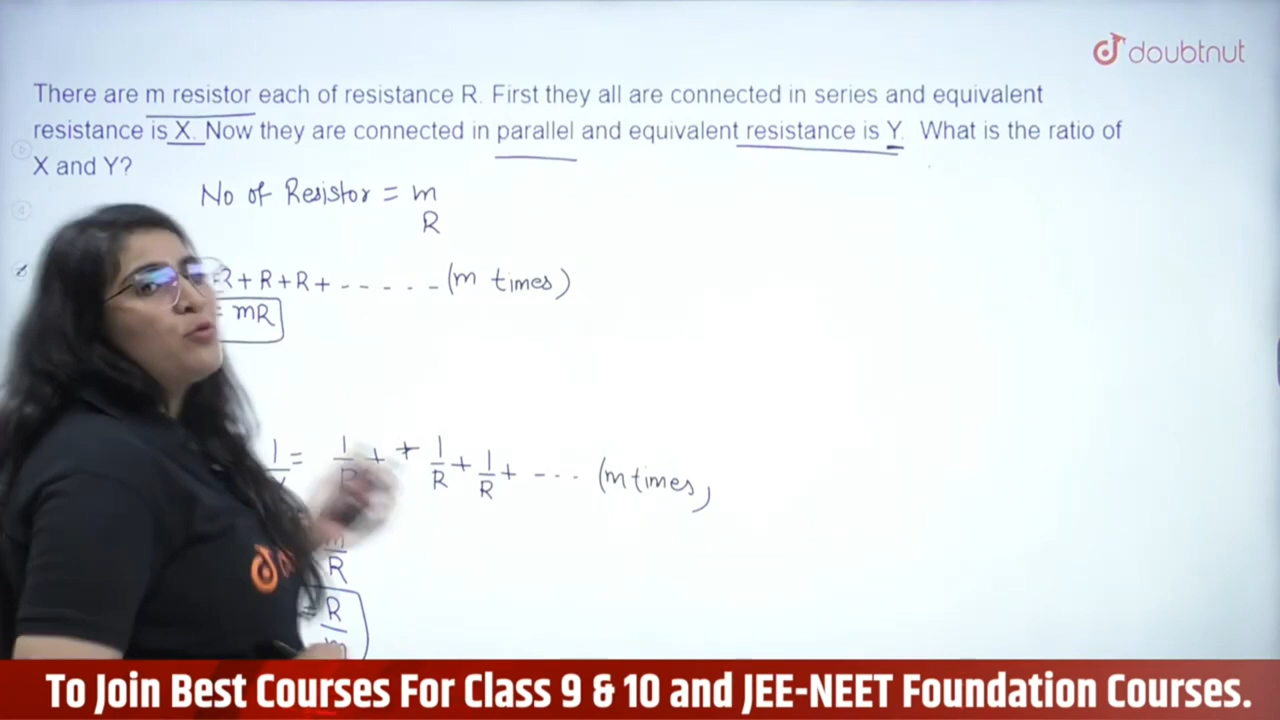 doubtnut
There are m resistor each of resistance R. First they all are connected in series and equivalent
resistance is X. Now they are connected in parallel and equivalent resistance is Y. What is the ratio of
X and Y?
No of Resistor = m
R
R + R + R + - - - - - (m times)
= mR
1 = 1/R + + 1/R + 1/R + --- (m times)
R
= R/m
To Join Best Courses For Class 9 & 10 and JEE-NEET Foundation Courses.